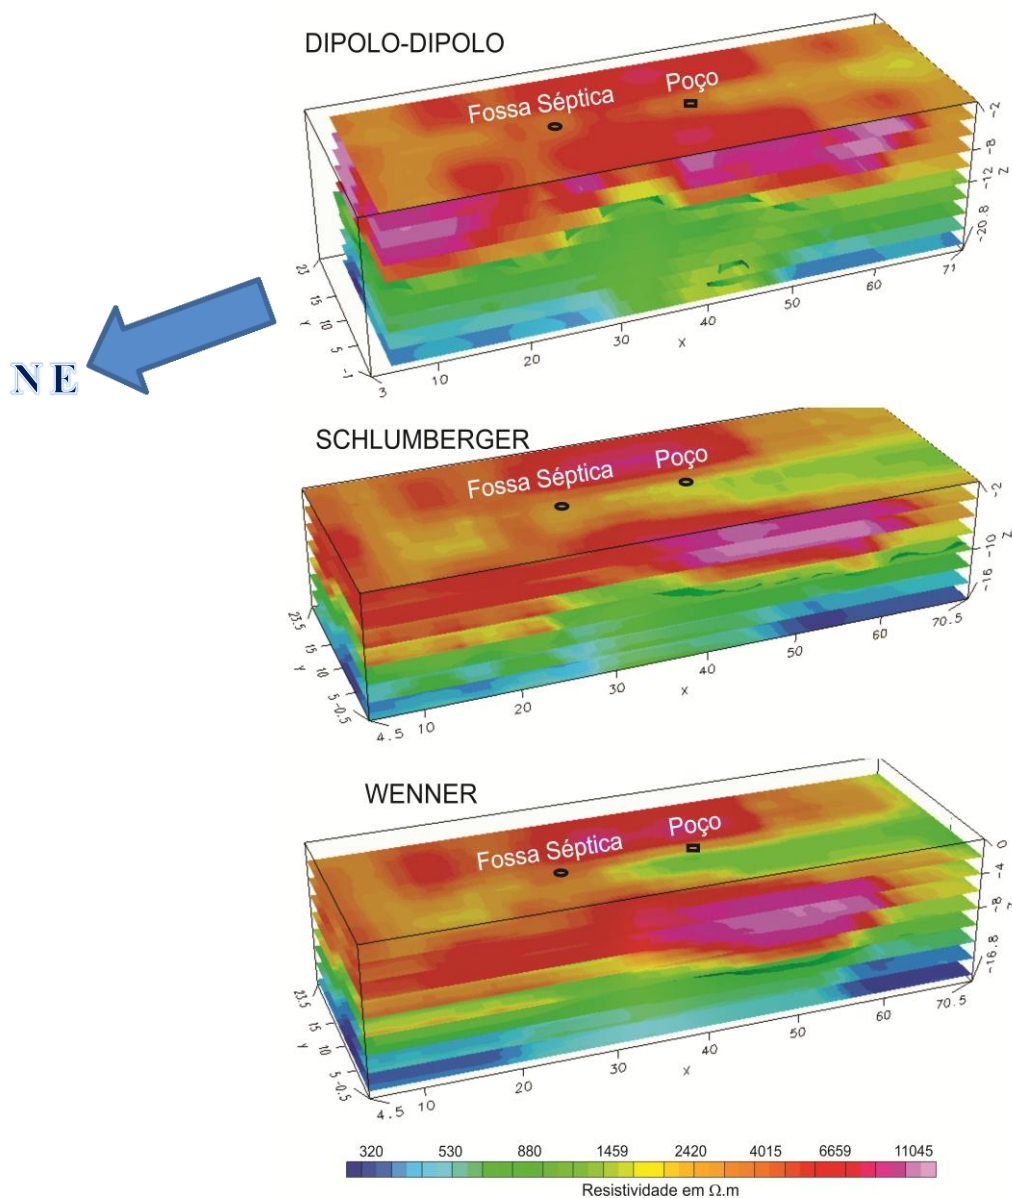 DIPOLO-DIPOLO
Fossa Séptica
Poço
-2
-8
-12
-20.8
Z
23
15
10
5
-1
Y
3
10
20
30
40
50
60
71
X
N E
SCHLUMBERGER
Fossa Séptica
Poço
-2
-10
-16
Z
23.5
15
10
5
-0.5
Y
4.5
10
20
30
40
50
60
70.5
X
WENNER
Fossa Séptica
Poço
0
-4
-8
-16.8
Z
23.5
15
10
5
-0.5
Y
4.5
10
20
30
40
50
60
70.5
X
320 530 880 1459 2420 4015 6659 11045
Resistividade em Ω.m